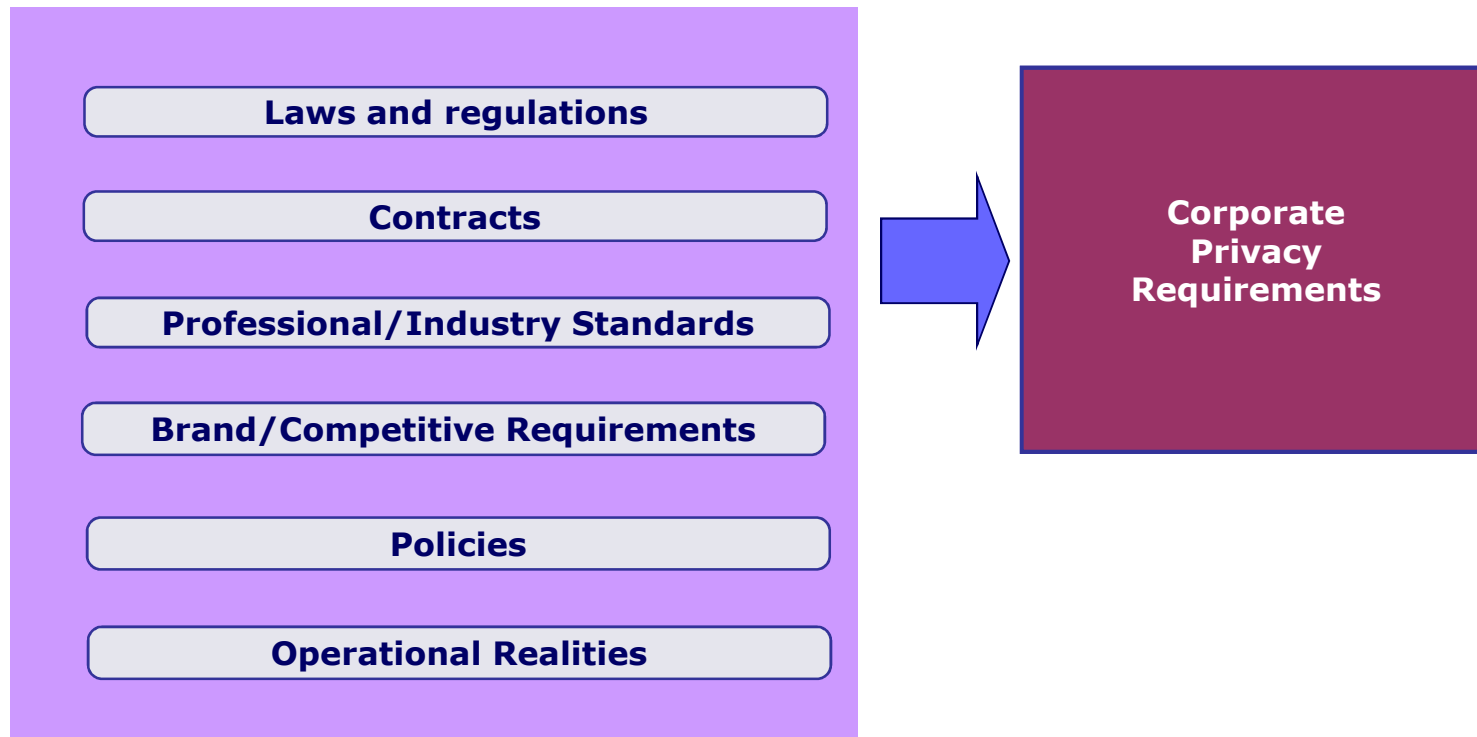 Laws and regulations
Contracts
Professional/Industry Standards
Brand/Competitive Requirements
Policies
Operational Realities
Corporate
Privacy
Requirements